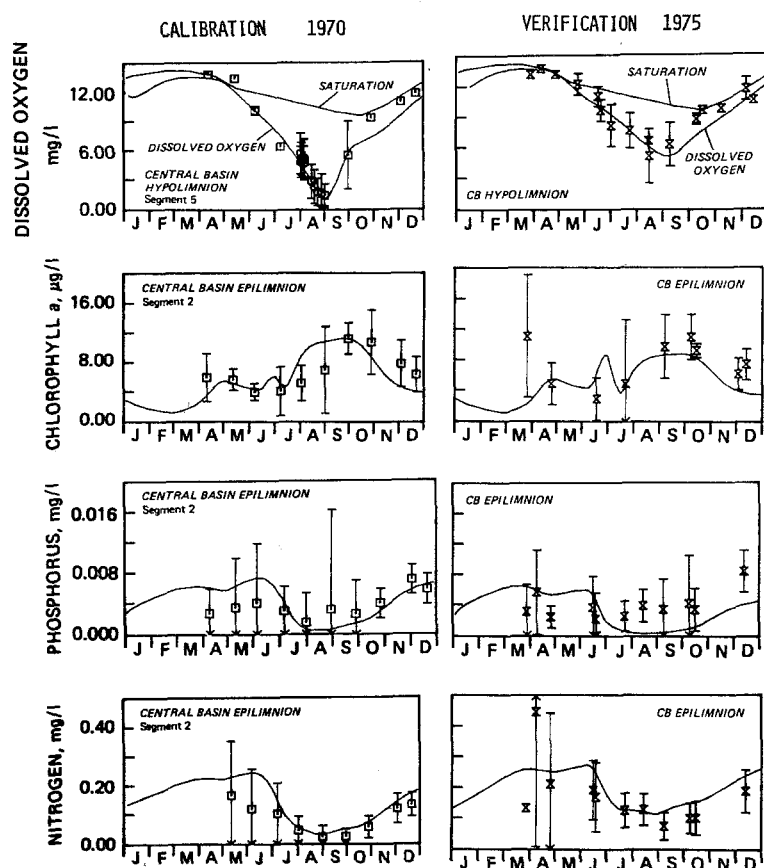 CALIBRATION 1970
VERIFICATION 1975
DISSOLVED OXYGEN
mg/l
12.00
6.00
0.00
SATURATION
DISSOLVED OXYGEN
CENTRAL BASIN
HYPOLIMNION
Segment 5
J F M A M J J A S O N D
SATURATION
DISSOLVED
OXYGEN
CB HYPOLIMNION
J F M A M J J A S O N D
CHLOROPHYLL a, µg/l
16.00
8.00
0.00
CENTRAL BASIN EPILIMNION
Segment 2
J F M A M J J A S O N D
CB EPILIMNION
J F M A M J J A S O N D
PHOSPHORUS, mg/l
0.016
0.008
0.000
CENTRAL BASIN EPILIMNION
Segment 2
J F M A M J J A S O N D
CB EPILIMNION
J F M A M J J A S O N D
NITROGEN, mg/l
0.40
0.20
0.00
CENTRAL BASIN EPILIMNION
Segment 2
J F M A M J J A S O N D
CB EPILIMNION
J F M A M J J A S O N D